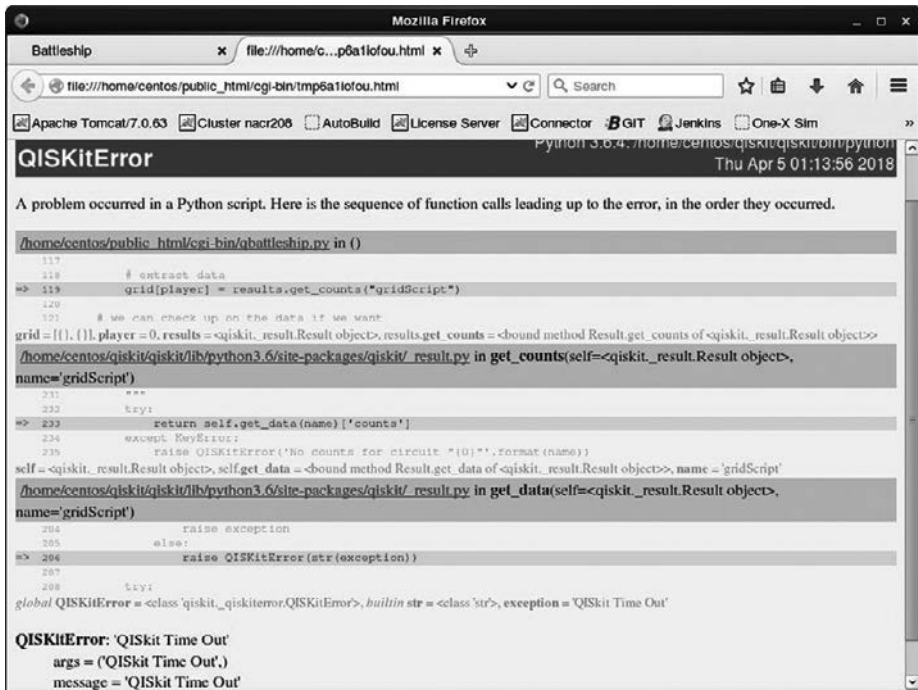 Mozilla Firefox
Battleship
file:///home/c...p6a1iofou.html
file:///home/centos/public_html/cgi-bin/tmp6a1iofou.html
Search
Apache Tomcat/7.0.63 Cluster nacr206 AutoBuild License Server Connector GIT Jenkins One-X Sim »
QISKitError
Python 3.6.4: /home/centos/qiskit/qiskit/bin/python
Thu Apr 5 01:13:56 2018
A problem occurred in a Python script. Here is the sequence of function calls leading up to the error, in the order they occurred.
/home/centos/public_html/cgi-bin/qbattleship.py in ()
117
118 # extract data
=> 119 grid[player] = results.get_counts("gridScript")
120
121 # we can check up on the data if we want
grid = [{}, {}], player = 0, results = <qiskit._result.Result object>, results.get_counts = <bound method Result.get_counts of <qiskit._result.Result object>>
/home/centos/qiskit/qiskit/lib/python3.6/site-packages/qiskit/_result.py in get_counts(self=<qiskit._result.Result object>,
name='gridScript')
231 """
232 try:
=> 233 return self.get_data(name)['counts']
234 except KeyError:
235 raise QISKitError('No counts for circuit "{0}"'.format(name))
self = <qiskit._result.Result object>, self.get_data = <bound method Result.get_data of <qiskit._result.Result object>>, name = 'gridScript'
/home/centos/qiskit/qiskit/lib/python3.6/site-packages/qiskit/_result.py in get_data(self=<qiskit._result.Result object>,
name='gridScript')
204 raise exception
205 else:
=> 206 raise QISKitError(str(exception))
207
208 try:
global QISKitError = <class 'qiskit._qiskiterror.QISKitError'>, builtin str = <class 'str'>, exception = 'QISkit Time Out'
QISKitError: 'QISkit Time Out'
args = ('QISkit Time Out',)
message = 'QISkit Time Out'